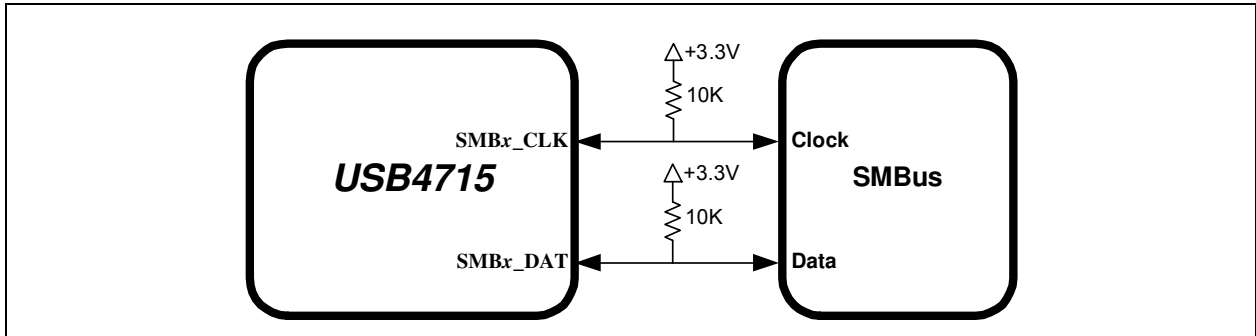 +3.3V
10K
SMBx_CLK
Clock
USB4715
+3.3V
SMBus
10K
SMBx_DAT
Data